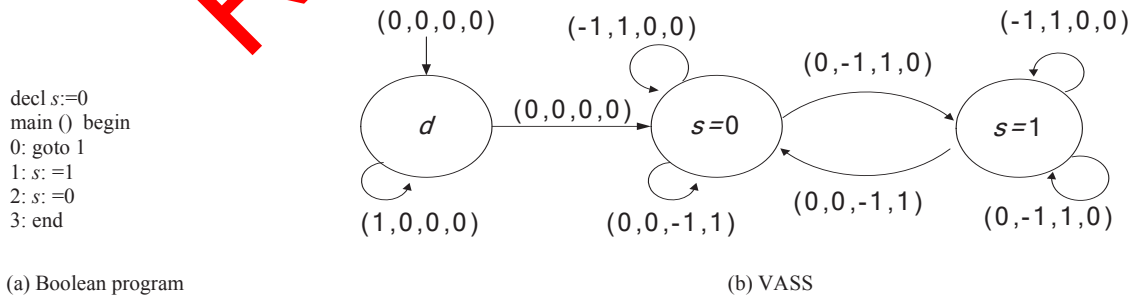 decl s:=0
main () begin
0: goto 1
1: s: =1
2: s: =0
3: end
(a) Boolean program
(0,0,0,0)
d
(1,0,0,0)
(0,0,0,0)
(-1,1,0,0)
s=0
(0,0,-1,1)
(0,-1,1,0)
(0,0,-1,1)
(-1,1,0,0)
s=1
(0,-1,1,0)
(b) VASS